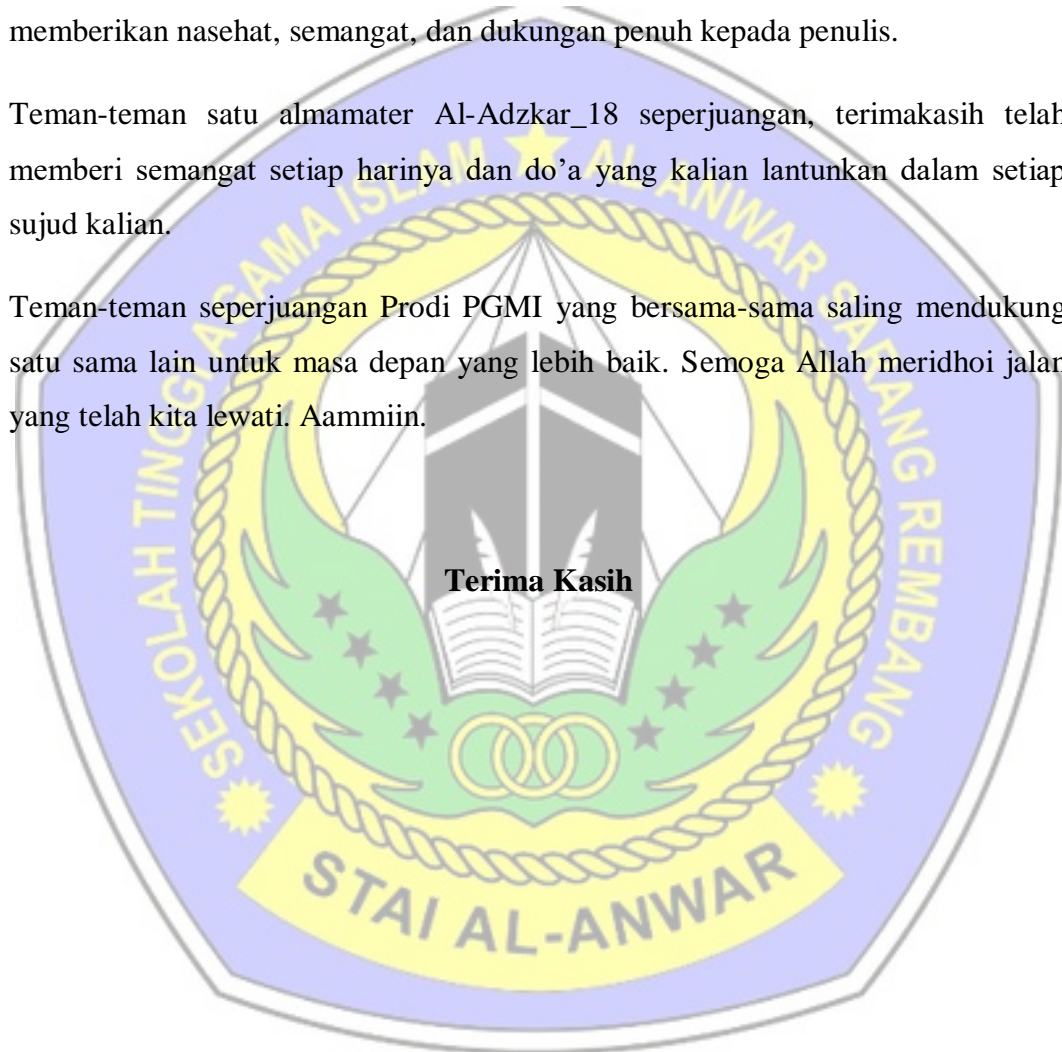 memberikan nasehat, semangat, dan dukungan penuh kepada penulis.
Teman-teman satu almamater Al-Adzkar_18 seperjuangan, terimakasih telah
memberi semangat setiap harinya dan do’a yang kalian lantunkan dalam setiap
sujud kalian.
Teman-teman seperjuangan Prodi PGMI yang bersama-sama saling mendukung
satu sama lain untuk masa depan yang lebih baik. Semoga Allah meridhoi jalan
yang telah kita lewati. Aammiin.
Terima Kasih
SEKOLAH TINGGI AGAMA ISLAM AL ANWAR SARANG REMBANG
STAI AL-ANWAR